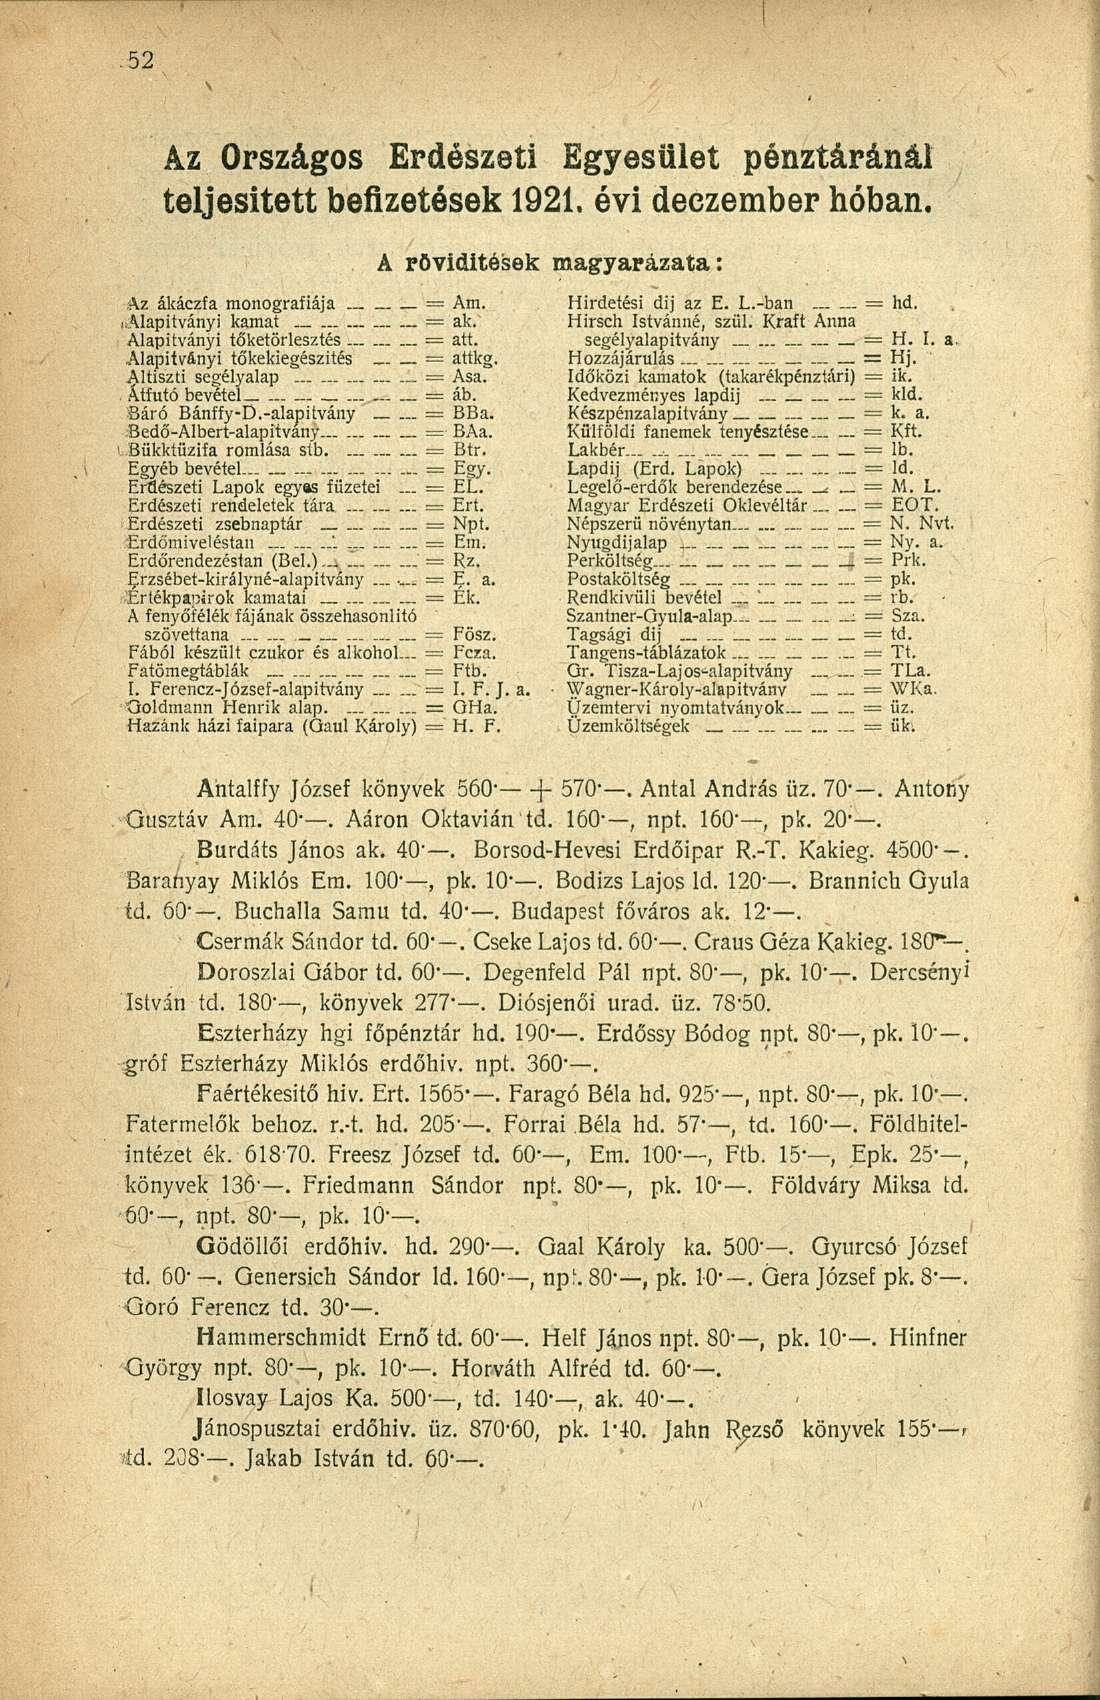 52
Az Országos Erdészeti Egyesület pénztáránál
teljesitett befizetések 1921. évi deczember hóban.
A röviditések magyarázata:
Az ákáczfa monografiája — — — = Am.
Alapitványi kamat — — — — — = ak.
Alapitványi tőketörlesztés — — — — = att.
Alapitványi tőkekiegészités — — = attkg.
Altiszti segélyalap — — — — — = Asa.
Átfutó bevétel — — — — — — = áb.
Báró Bánffy-D.-alapitvány — — = BBa.
Bedő-Albert-alapitvány — — — — = BAa.
Bükktüzifa romlása stb. — — — — = Btr.
Egyéb bevétel — — — — — — — = Egy.
Erdészeti Lapok egyes füzetei — = EL.
Erdészeti rendeletek tára — — — — = Ert.
Erdészeti zsebnaptár — — — — = Npt.
Erdőmiveléstan — — — — — — = Em.
Erdőrendezéstan (Bel.) — — — — = Rz.
Erzsébet-királyné-alapitvány — — = E. a.
Értékpapirok kamatai — — — — = Ék.
A fenyőfélék fájának összehasonlitó
szövettana — — — — — — — = Fösz.
Fából készült czukor és alkohol — = Fcza.
Fatömegtáblák — — — — — — = Ftb.
I. Ferencz-József-alapitvány — — = I. F. J. a.
Goldmann Henrik alap. — — — — = GHa.
Hazánk házi faipara (Gaul Károly) = H. F.
Hirdetési dij az E. L.-ban — — = hd.
Hirsch Istvánné, szül. Kraft Anna
segélyalapitvány — — — — — = H. I. a.
Hozzájárulás — — — — — — — = Hj.
Időközi kamatok (takarékpénztári) = ik.
Kedvezményes lapdij — — — — = kld.
Készpénzalapitvány — — — — — = k. a.
Külföldi fanemek tenyésztése — — = Kft.
Lakbér — — — — — — — — — = lb.
Lapdij (Erd. Lapok) — — — — — = ld.
Legelő-erdők berendezése — — — = M. L.
Magyar Erdészeti Oklevéltár — — = EOT.
Népszerü növénytan — — — — — = N. Nvt.
Nyugdijalap — — — — — — — = Ny. a.
Perköltség — — — — — — — — = Prk.
Postaköltség — — — — — — — = pk.
Rendkivüli bevétel — — — — — = rb.
Szantner-Gyula-alap — — — — — = Sza.
Tagsági dij — — — — — — — = td.
Tangens-táblázatok — — — — — = Tt.
Gr. Tisza-Lajos-alapitvány — — = TLa.
Wagner-Károly-alapitvány — — = WKa.
Üzemtervi nyomtatványok — — — = üz.
Üzemköltségek — — — — — — = ük.
Antalffy József könyvek 560·— + 570·—. Antal András üz. 70·—. Antony
Gusztáv Am. 40·—. Aáron Oktavián td. 160·—, npt. 160·—, pk. 20·—.
Burdáts János ak. 40·—. Borsod-Hevesi Erdőipar R.-T. Kakieg. 4500·—.
Baranyay Miklós Em. 100·—, pk. 10·—. Bodizs Lajos ld. 120·—. Brannich Gyula
td. 60·—. Buchalla Samu td. 40·—. Budapest főváros ak. 12·—.
Csermák Sándor td. 60·—. Cseke Lajos td. 60·—. Craus Géza Kakieg. 180·—.
Doroszlai Gábor td. 60·—. Degenfeld Pál npt. 80·—, pk. 10·—. Dercsényi
István td. 180·—, könyvek 277·—. Diósjenői urad. üz. 78·50.
Eszterházy hgi főpénztár hd. 190·—. Erdőssy Bódog npt. 80·—, pk. 10·—.
gróf Eszterházy Miklós erdőhiv. npt. 360·—.
Faértékesitő hiv. Ert. 1565·—. Faragó Béla hd. 925·—, npt. 80·—, pk. 10·—.
Fatermelők behoz. r.-t. hd. 205·—. Forrai Béla hd. 57·—, td. 160·—. Földhitel-
intézet ék. 618·70. Freesz József td. 60·—, Em. 100·—, Ftb. 15·—, Epk. 25·—,
könyvek 136·—. Friedmann Sándor npt. 80·—, pk. 10·—. Földváry Miksa td.
60·—, npt. 80·—, pk. 10·—.
Gödöllői erdőhiv. hd. 290·—. Gaal Károly ka. 500·—. Gyurcsó József
td. 60·—. Genersich Sándor ld. 160·—, npt. 80·—, pk. 10·—. Gera József pk. 8·—.
Goró Ferencz td. 30·—.
Hammerschmidt Ernő td. 60·—. Helf János npt. 80·—, pk. 10·—. Hinfner
György npt. 80·—, pk. 10·—. Horváth Alfréd td. 60·—.
Ilosvay Lajos Ka. 500·—, td. 140·—, ak. 40·—.
Jánospusztai erdőhiv. üz. 870·60, pk. 1·40. Jahn Rezső könyvek 155·—,
td. 208·—. Jakab István td. 60·—.